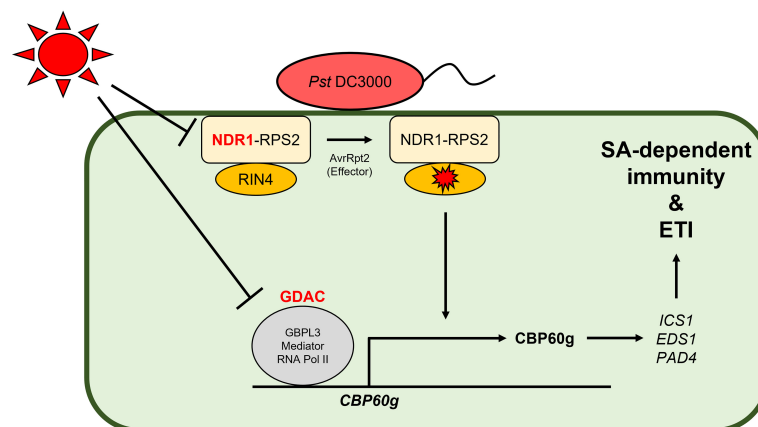 Pst DC3000
NDR1-RPS2
RIN4
AvrRpt2
(Effector)
NDR1-RPS2
SA-dependent
immunity
&
ETI
GDAC
GBPL3
Mediator
RNA Pol II
CBP60g
CBP60g
ICS1
EDS1
PAD4